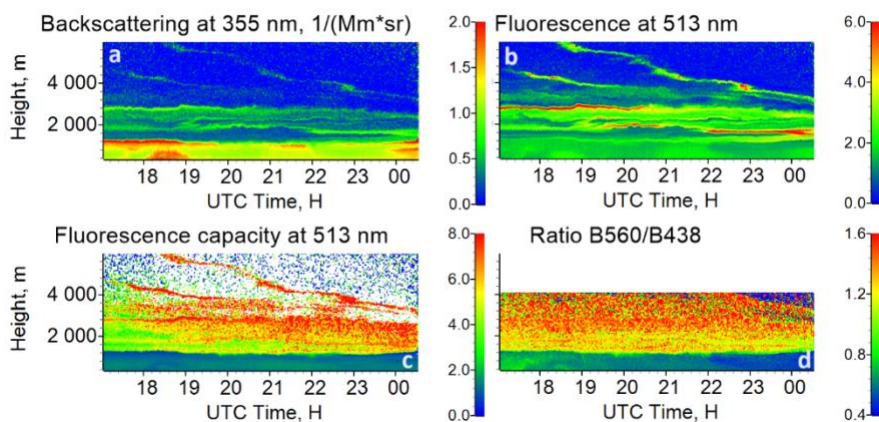 Backscattering at 355 nm, 1/(Mm*sr)
a
Height, m
4 000
2 000
18 19 20 21 22 23 00
UTC Time, H
2.0
1.5
1.0
0.5
0.0
Fluorescence at 513 nm
b
18 19 20 21 22 23 00
UTC Time, H
6.0
4.0
2.0
0.0
Fluorescence capacity at 513 nm
c
Height, m
4 000
2 000
18 19 20 21 22 23 00
UTC Time, H
8.0
6.0
4.0
2.0
0.0
Ratio B560/B438
d
18 19 20 21 22 23 00
UTC Time, H
1.6
1.2
0.8
0.4